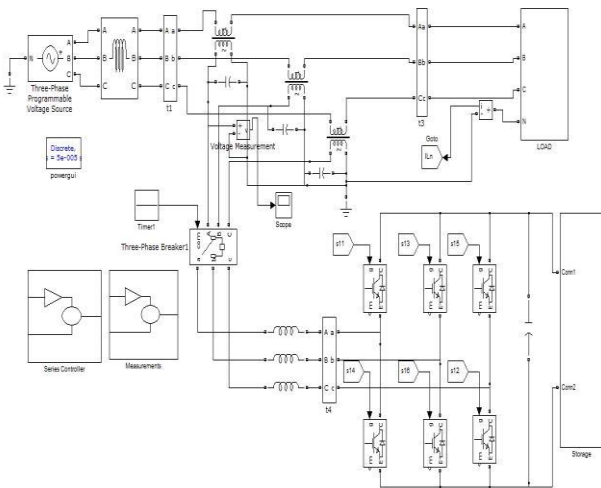 N
A
B
C
Three-Phase
Programmable
Voltage Source
A
B
C
A
B
C
A a
B b
C c
t1
Aa
Bb
Cc
t3
A
B
C
N
LOAD
Goto
ILn
Voltage Measurement
Scope
Discrete,
s = 5e-005 s
powergui
Timer1
Three-Phase Breaker1
Series Controller
Measurements
A a
B b
C c
t4
s11
s13
s15
s14
s16
s12
Conn1
Conn2
Storage